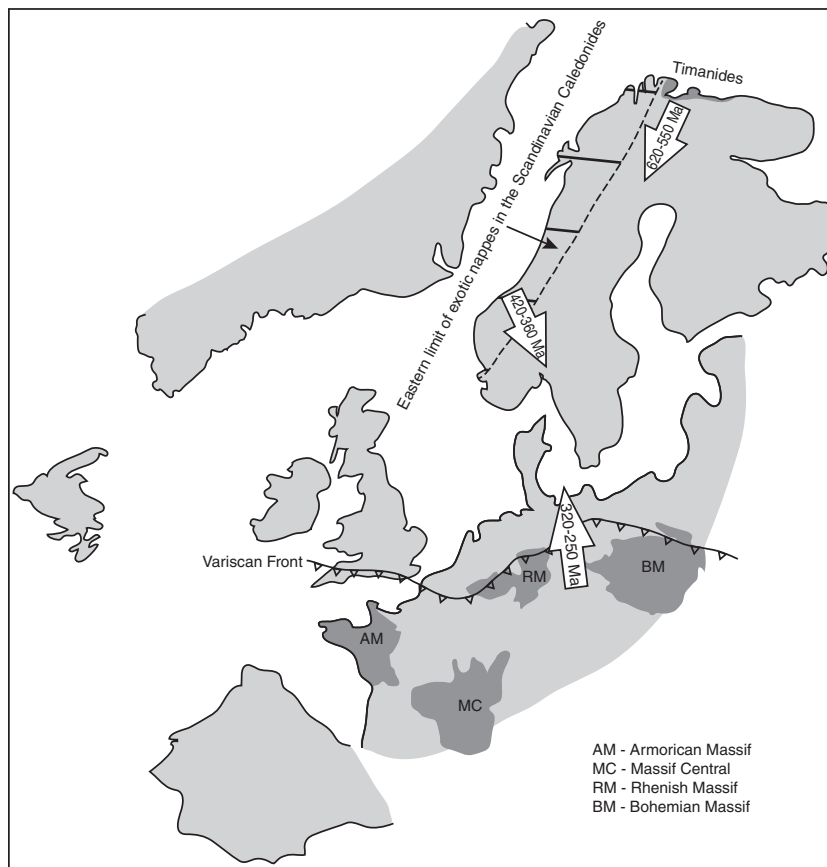 Timanides
Eastern limit of exotic nappes in the Scandinavian Caledonides
620-550 Ma
420-360 Ma
320-250 Ma
Variscan Front
RM
BM
AM
MC
AM - Armorican Massif
MC - Massif Central
RM - Rhenish Massif
BM - Bohemian Massif